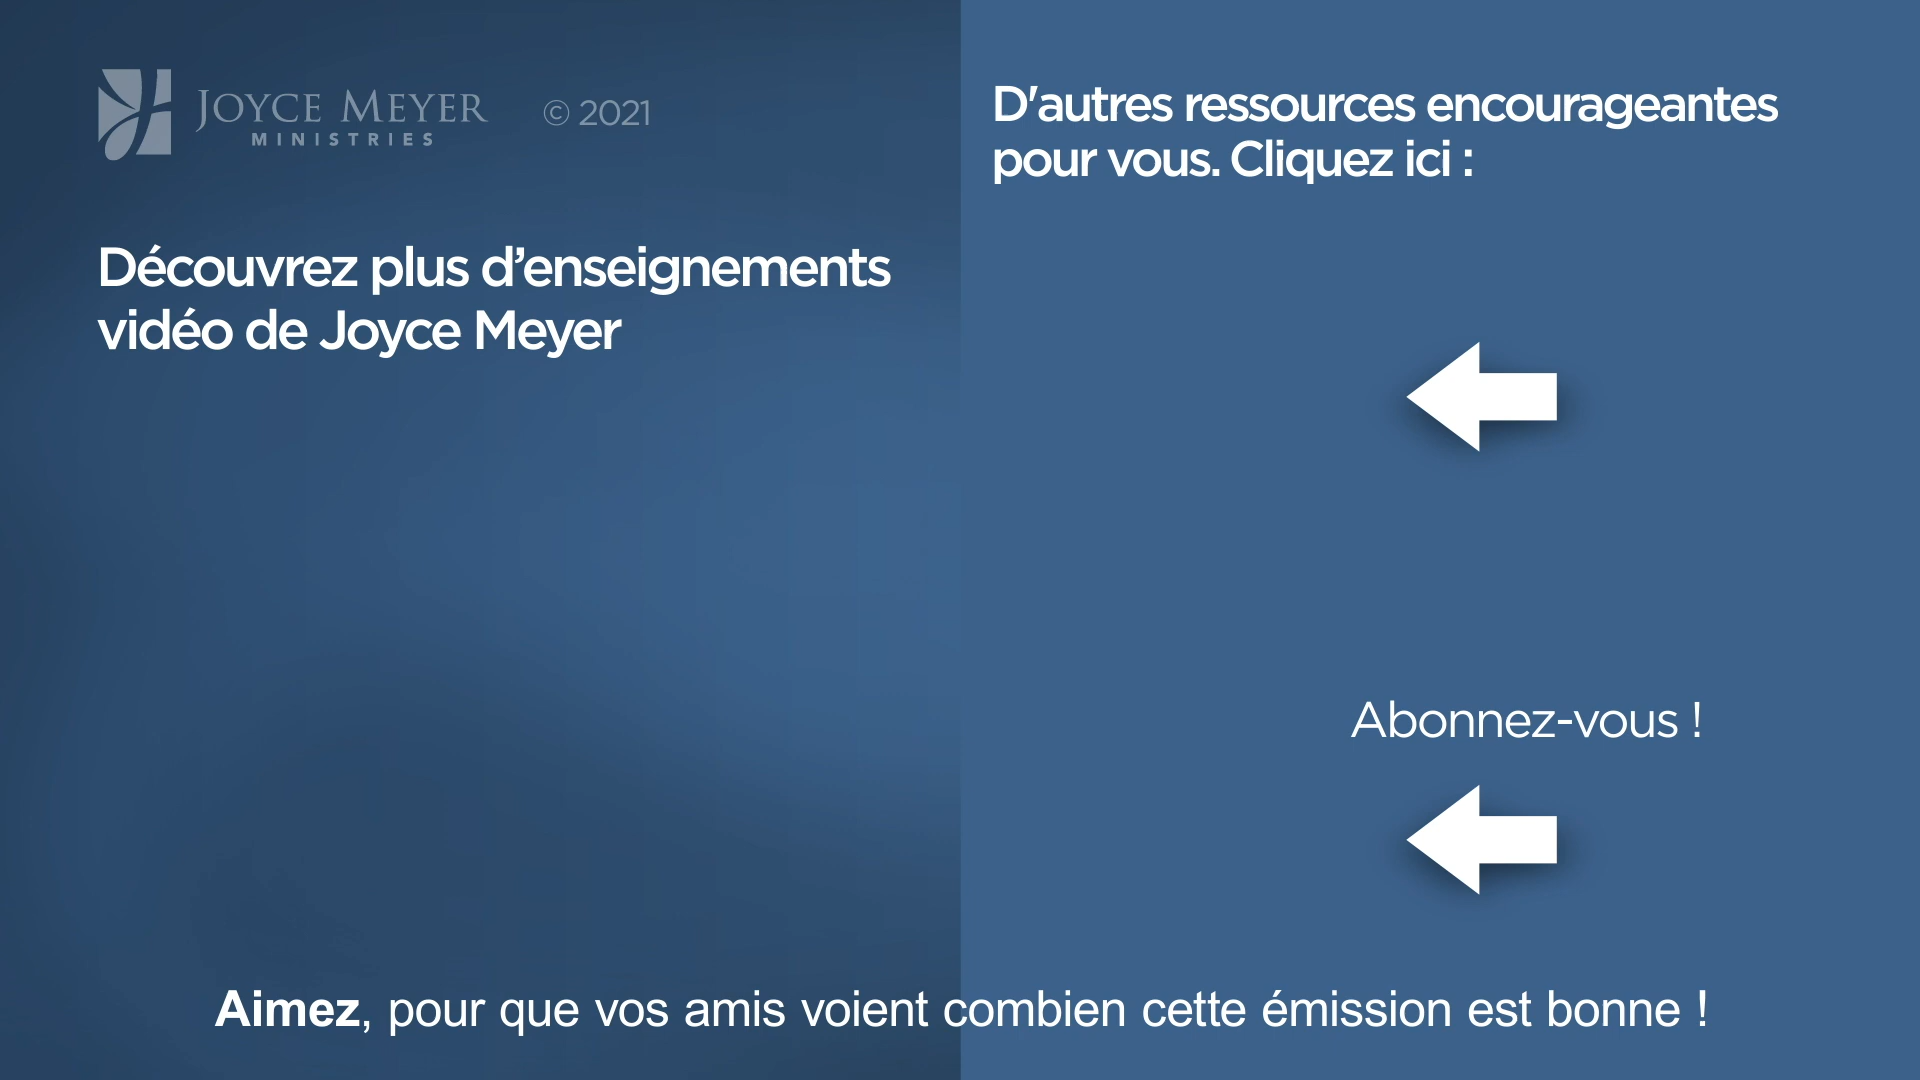 JOYCE MEYER © 2021
MINISTRIES
Découvrez plus d’enseignements
vidéo de Joyce Meyer
D'autres ressources encourageantes
pour vous. Cliquez ici :
Abonnez-vous !
Aimez, pour que vos amis voient combien cette émission est bonne !